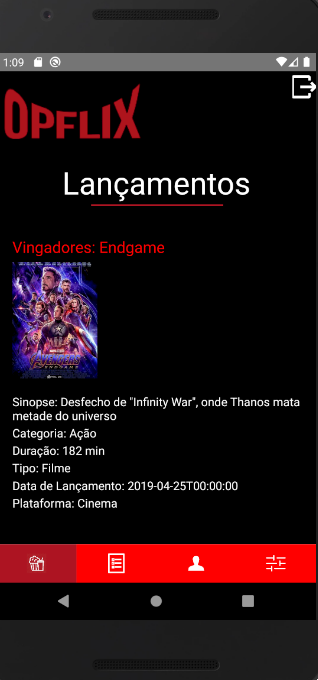 1:09
OPFLIX
Lançamentos
Vingadores: Endgame
AVENGERS
ENDGAME
Sinopse: Desfecho de "Infinity War", onde Thanos mata
metade do universo
Categoria: Ação
Duração: 182 min
Tipo: Filme
Data de Lançamento: 2019-04-25T00:00:00
Plataforma: Cinema